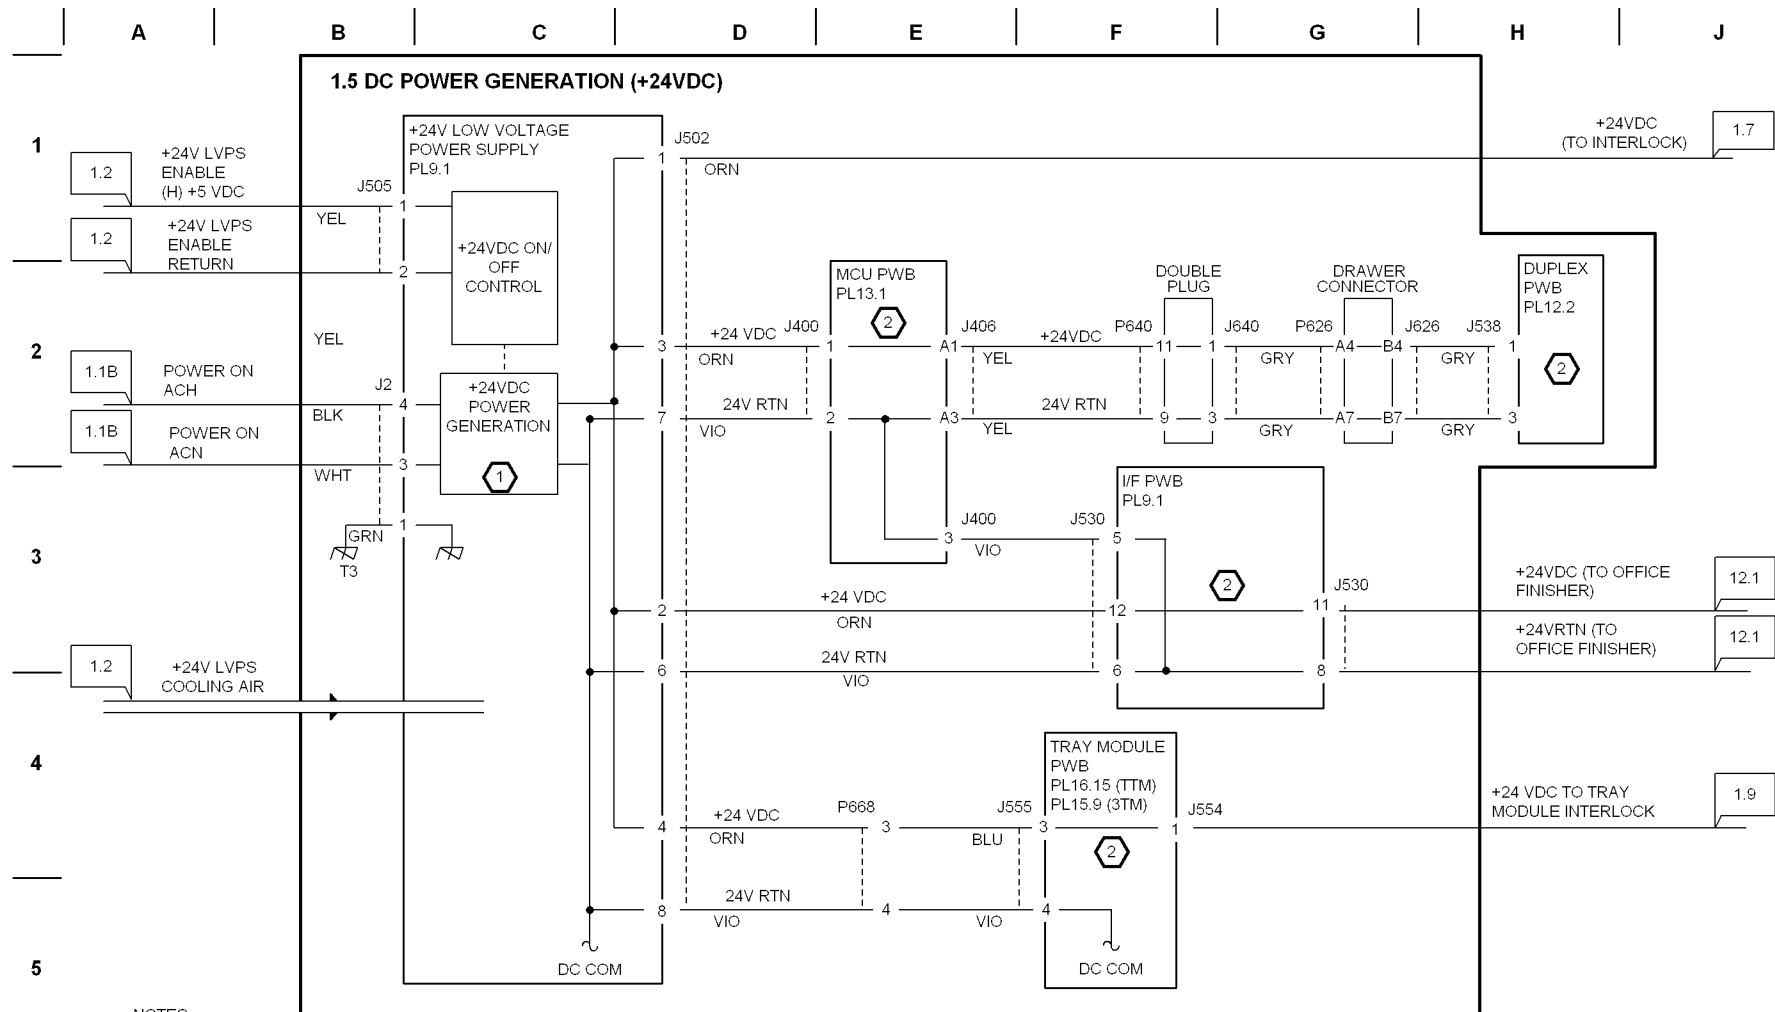 A B C D E F G H J
1.5 DC POWER GENERATION (+24VDC)
1
2
3
4
5
1.2
+24V LVPS
ENABLE
(H) +5 VDC
1.2
+24V LVPS
ENABLE
RETURN
1.1B
POWER ON
ACH
1.1B
POWER ON
ACN
1.2
+24V LVPS
COOLING AIR
YEL
YEL
BLK
WHT
GRN
T3
J505
1
2
J2
4
3
1
+24V LOW VOLTAGE
POWER SUPPLY
PL9.1
+24VDC ON/
OFF
CONTROL
+24VDC
POWER
GENERATION
1
DC COM
J502
1
ORN
+24VDC
(TO INTERLOCK)
1.7
3
+24 VDC
ORN
J400
1
7
24V RTN
VIO
2
MCU PWB
PL13.1
2
J406
A1
YEL
+24VDC
A3
YEL
24V RTN
DOUBLE
PLUG
P640
11
1
J640
9
3
GRY
GRY
DRAWER
CONNECTOR
P626
A4
B4
J626
A7
B7
GRY
GRY
J538
1
3
DUPLEX
PWB
PL12.2
2
J400
3
VIO
J530
5
I/F PWB
PL9.1
2
2
+24 VDC
ORN
12
J530
11
+24VDC (TO OFFICE
FINISHER)
12.1
6
24V RTN
VIO
6
8
+24VRTN (TO
OFFICE FINISHER)
12.1
4
+24 VDC
ORN
P668
3
BLU
J555
3
TRAY MODULE
PWB
PL16.15 (TTM)
PL15.9 (3TM)
2
J554
1
+24 VDC TO TRAY
MODULE INTERLOCK
1.9
8
24V RTN
VIO
4
VIO
4
DC COM
NOTES